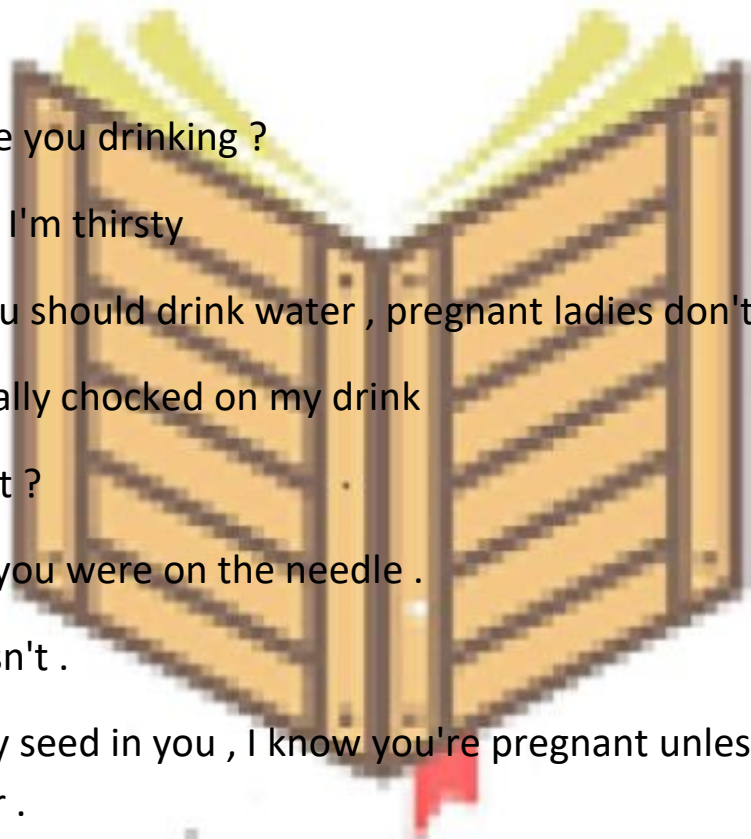 e you drinking ?
I'm thirsty
u should drink water , pregnant ladies don't
ally chocked on my drink
t ?
you were on the needle .
sn't .
y seed in you , I know you're pregnant unles
r .